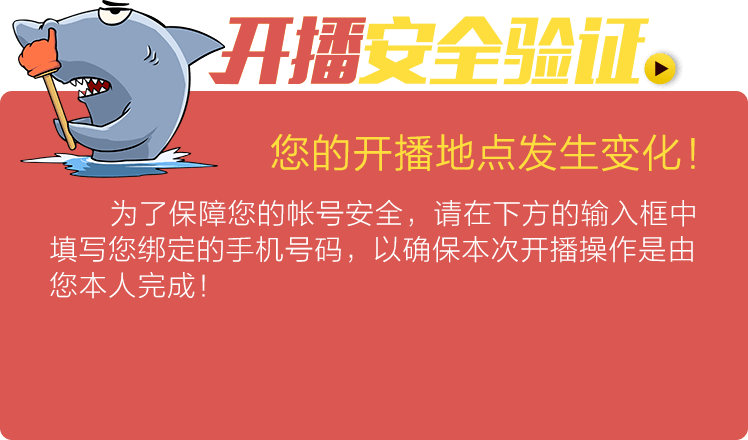 开播安全验证
您的开播地点发生变化！
为了保障您的帐号安全，请在下方的输入框中
填写您绑定的手机号码，以确保本次开播操作是由
您本人完成！